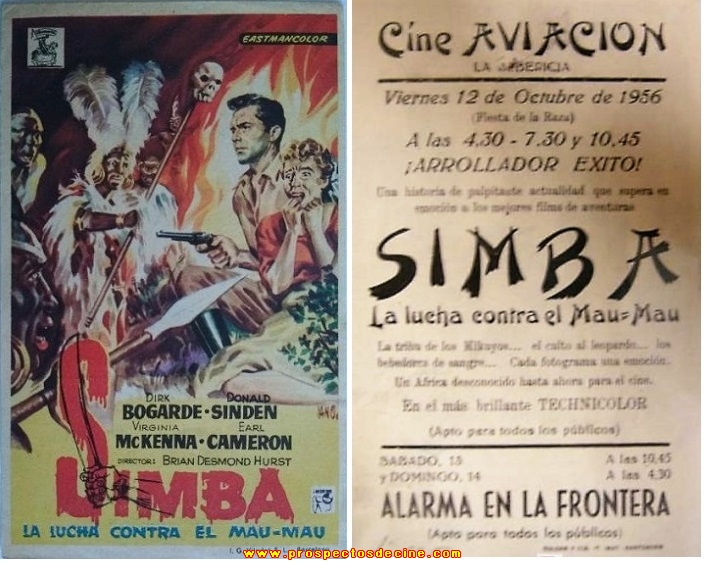 EASTMANCOLOR
DIRK
BOGARDE·
DONALD
SINDEN
VIRGINIA
McKENNA·
EARL
CAMERON
DIRECTOR: BRIAN DESMOND HURST
SIMBA
LA LUCHA CONTRA EL MAU=MAU
Cine AVIACION
LA
Viernes 12 de Octubre de 1956
(Fiesta de la Raza)
A las 4,30 - 7.30 y 10,45
¡ARROLLADOR EXITO!
Una historia de palpitante actualidad que supera en
emoción a los mejores films de aventuras
SIMBA
La lucha contra el Mau=Mau
La tribu de los Kikuyos... el culto al leopardo... los
bebedores de sangre... Cada fotograma una emoción.
Un Africa desconocido hasta ahora para el cine.
En el más brillante TECHNICOLOR
(Apto para todos los públicos)
SABADO, 13 A las 10,45
y DOMINGO, 14 A las 4,30
ALARMA EN LA FRONTERA
(Apto para todos los públicos)
www.prospectosdecine.com